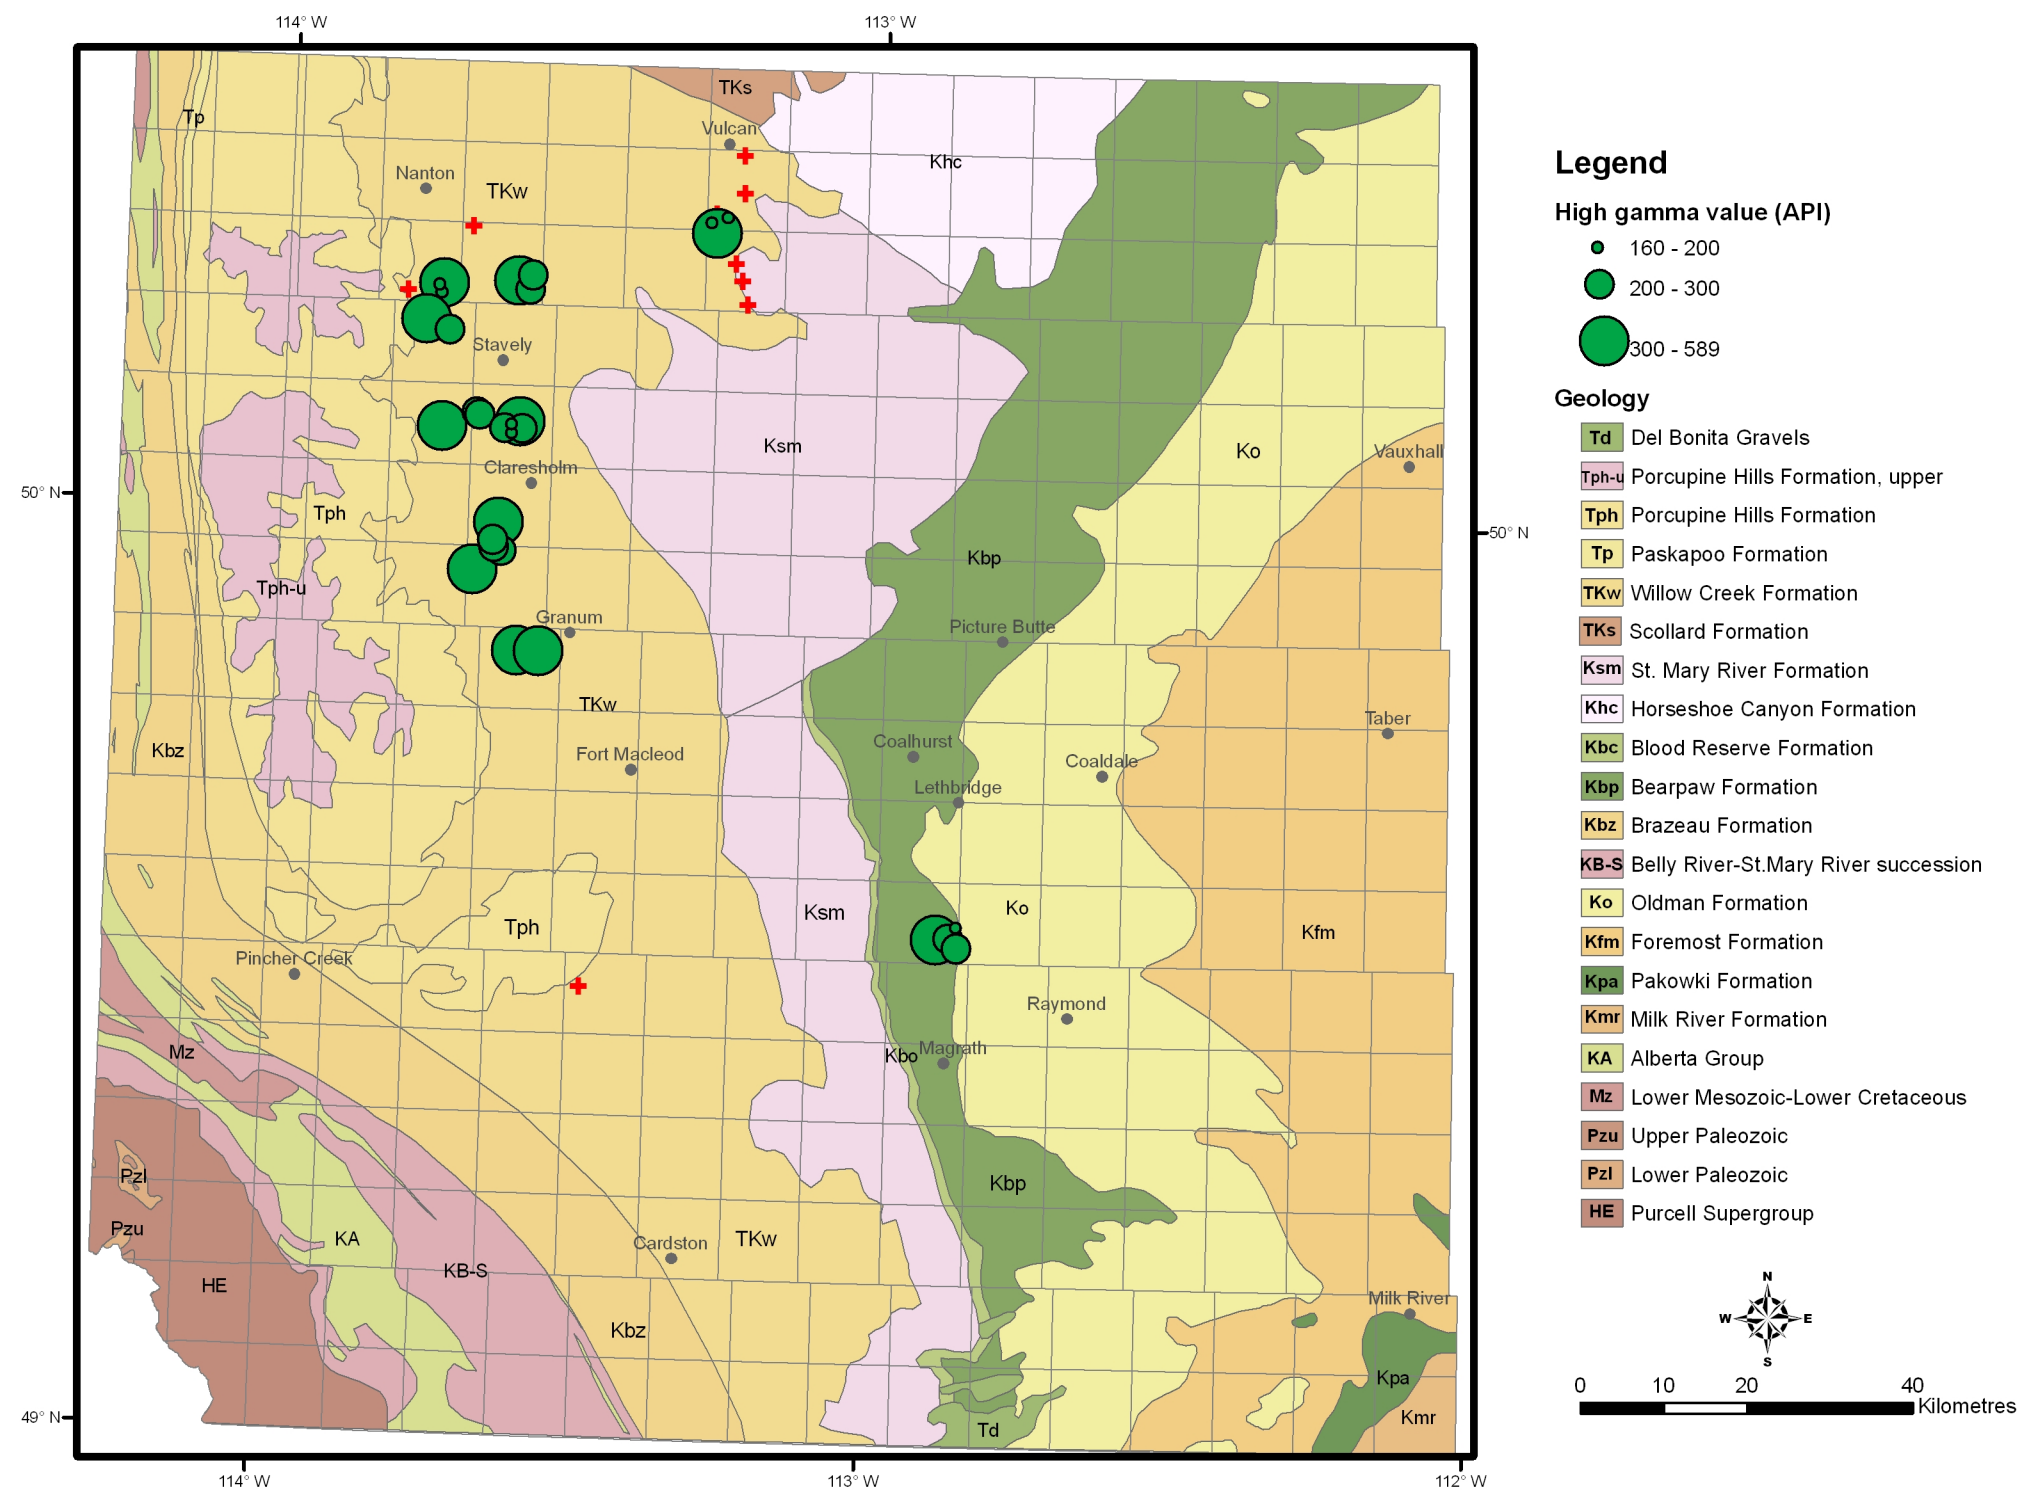 114° W
113° W
TKs
Vulcan
Tp
Khc
Nanton
TKw
Stavely
Ksm
Ko
Vauxhall
Claresholm
50° N
Tph
50° N
Kbp
Tph-u
Granum
Picture Butte
TKw
Taber
Kbz
Fort Macleod
Coalhurst
Coaldale
Lethbridge
Ksm
Ko
Tph
Kfm
Pincher Creek
Raymond
Mz
Kbo
Magrath
Pzl
Kbp
Pzu
KA
TKw
Cardston
KB-S
HE
Milk River
Kbz
Kpa
49° N
Kmr
Td
114° W
113° W
112° W
Legend
High gamma value (API)
160 - 200
200 - 300
300 - 589
Geology
Td Del Bonita Gravels
Tph-u Porcupine Hills Formation, upper
Tph Porcupine Hills Formation
Tp Paskapoo Formation
TKw Willow Creek Formation
TKs Scollard Formation
Ksm St. Mary River Formation
Khc Horseshoe Canyon Formation
Kbc Blood Reserve Formation
Kbp Bearpaw Formation
Kbz Brazeau Formation
KB-S Belly River-St.Mary River succession
Ko Oldman Formation
Kfm Foremost Formation
Kpa Pakowki Formation
Kmr Milk River Formation
KA Alberta Group
Mz Lower Mesozoic-Lower Cretaceous
Pzu Upper Paleozoic
Pzl Lower Paleozoic
HE Purcell Supergroup
N
W E
S
0 10 20 40
Kilometres